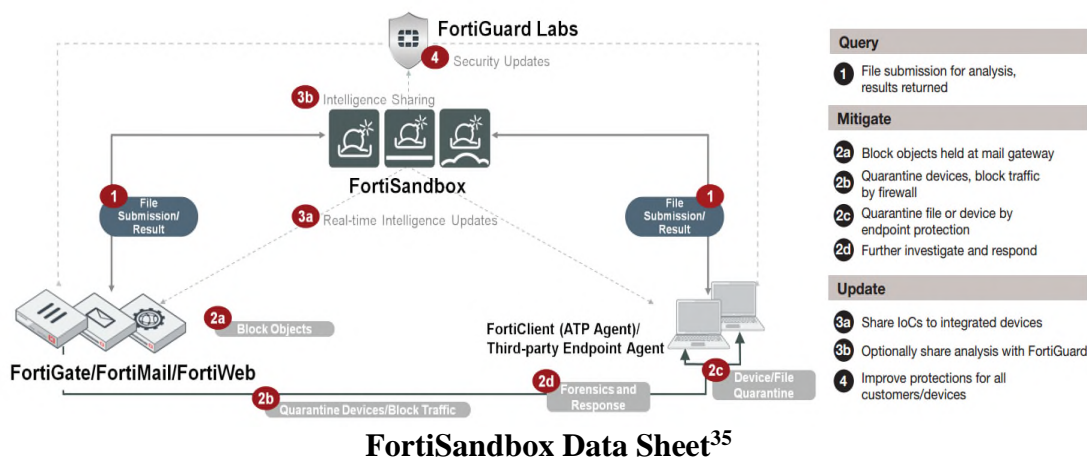 FortiGuard Labs
4 Security Updates
3b Intelligence Sharing
FortiSandbox
1
File
Submission/
Result
3a Real-time Intelligence Updates
1
File
Submission/
Result
2a Block Objects
FortiGate/FortiMail/FortiWeb
FortiClient (ATP Agent)/
Third-party Endpoint Agent
2b Quarantine Devices/Block Traffic
2d Forensics and
Response
2c Device/File
Quarantine
Query
1 File submission for analysis,
results returned
Mitigate
2a Block objects held at mail gateway
2b Quarantine devices, block traffic
by firewall
2c Quarantine file or device by
endpoint protection
2d Further investigate and respond
Update
3a Share IoCs to integrated devices
3b Optionally share analysis with FortiGuard
4 Improve protections for all
customers/devices
FortiSandbox Data Sheet35